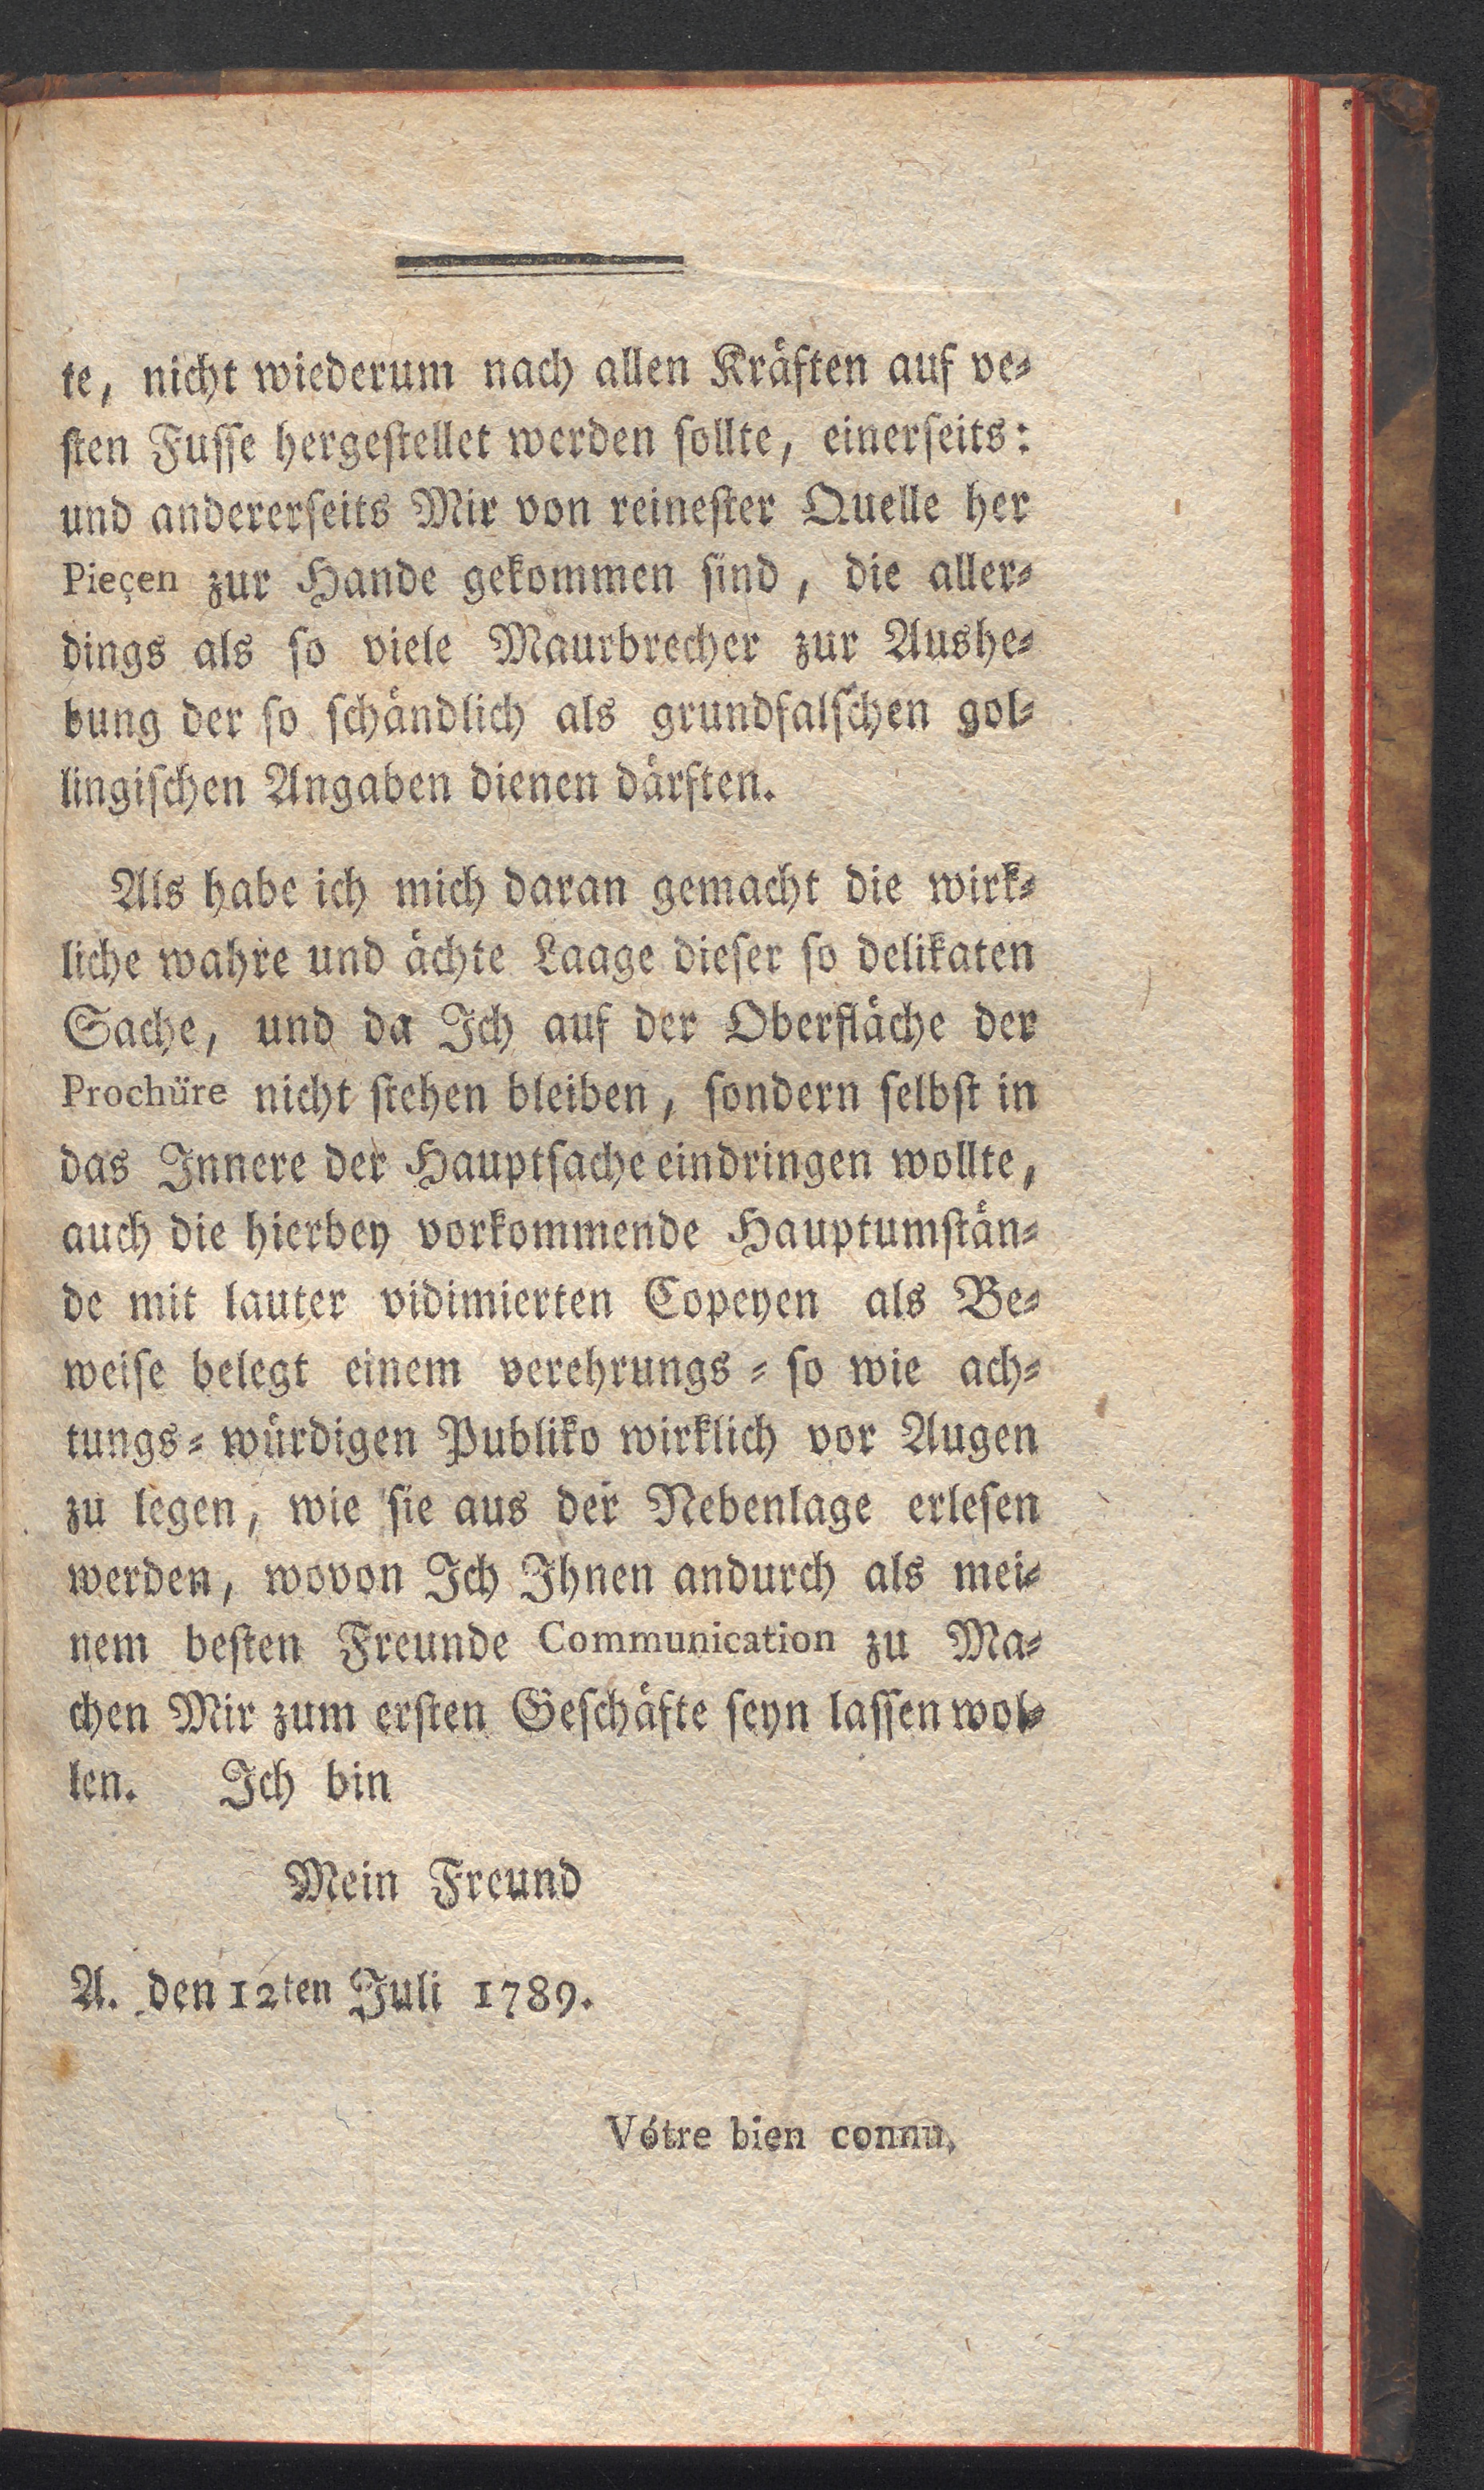 te, nicht wiederum nach allen Kräften auf ve⸗
ſten Fuſſe hergeſtellet werden ſollte, einerſeits:
und andererſeits Mir von reineſter Quelle her
Pieçen zur Hande gekommen ſind, die aller⸗
dings als ſo viele Maurbrecher zur Aushe⸗
bung der ſo ſchändlich als grundfalſchen gol⸗
lingiſchen Angaben dienen därften.
Als habe ich mich daran gemacht die wirk⸗
liche wahre und ächte Laage dieſer ſo delikaten
Sache, und da Ich auf der Oberfläche der
Prochüre nicht ſtehen bleiben, ſondern ſelbſt in
das Innere der Hauptſache eindringen wollte,
auch die hierbey vorkommende Hauptumſtän⸗
de mit lauter vidimierten Copeyen als Be⸗
weiſe belegt einem verehrungs⸗ ſo wie ach⸗
tungs⸗würdigen Publiko wirklich vor Augen
zu legen, wie ſie aus der Nebenlage erleſen
werden, wovon Ich Ihnen andurch als mei⸗
nem beſten Freunde Communication zu Ma⸗
chen Mir zum erſten Geſchäfte ſeyn laſſen wol⸗
len. Ich bin
Mein Freund
A. den 12ten Juli 1789.
Vótre bien connu,